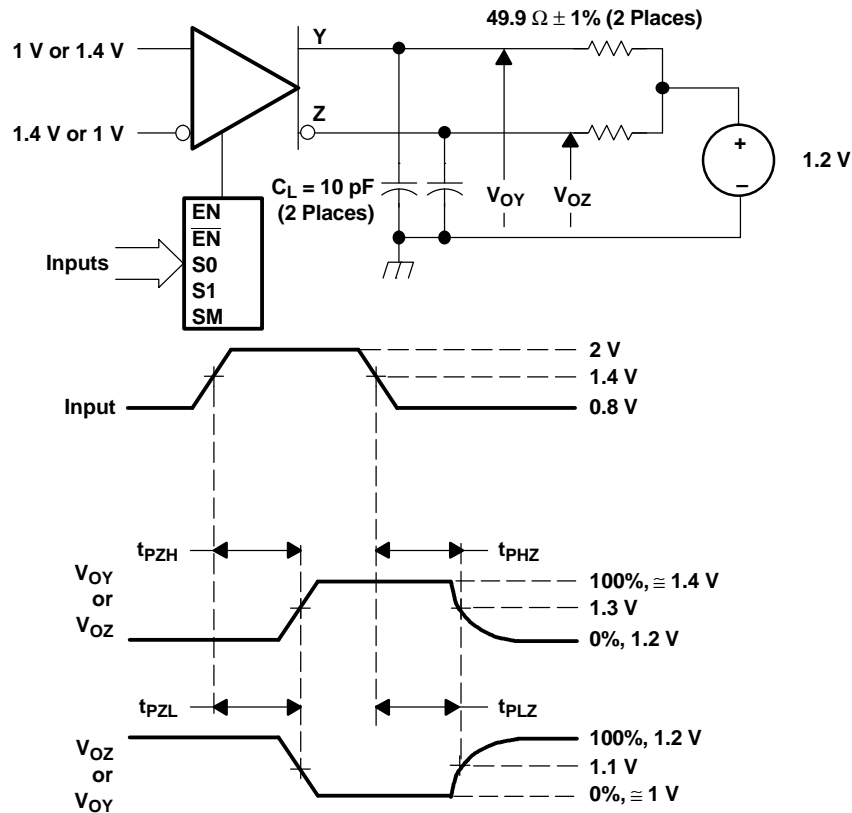 49.9 Ω ± 1% (2 Places)
Y
1 V or 1.4 V
Z
1.4 V or 1 V
+
–
1.2 V
C_L = 10 pF
(2 Places)
V_OY
V_OZ
EN
E̅N̅
S0
S1
SM
Inputs
2 V
1.4 V
Input
0.8 V
t_PZH
t_PHZ
V_OY
or
V_OZ
100%, ≅ 1.4 V
1.3 V
0%, 1.2 V
t_PZL
t_PLZ
V_OZ
or
V_OY
100%, 1.2 V
1.1 V
0%, ≅ 1 V